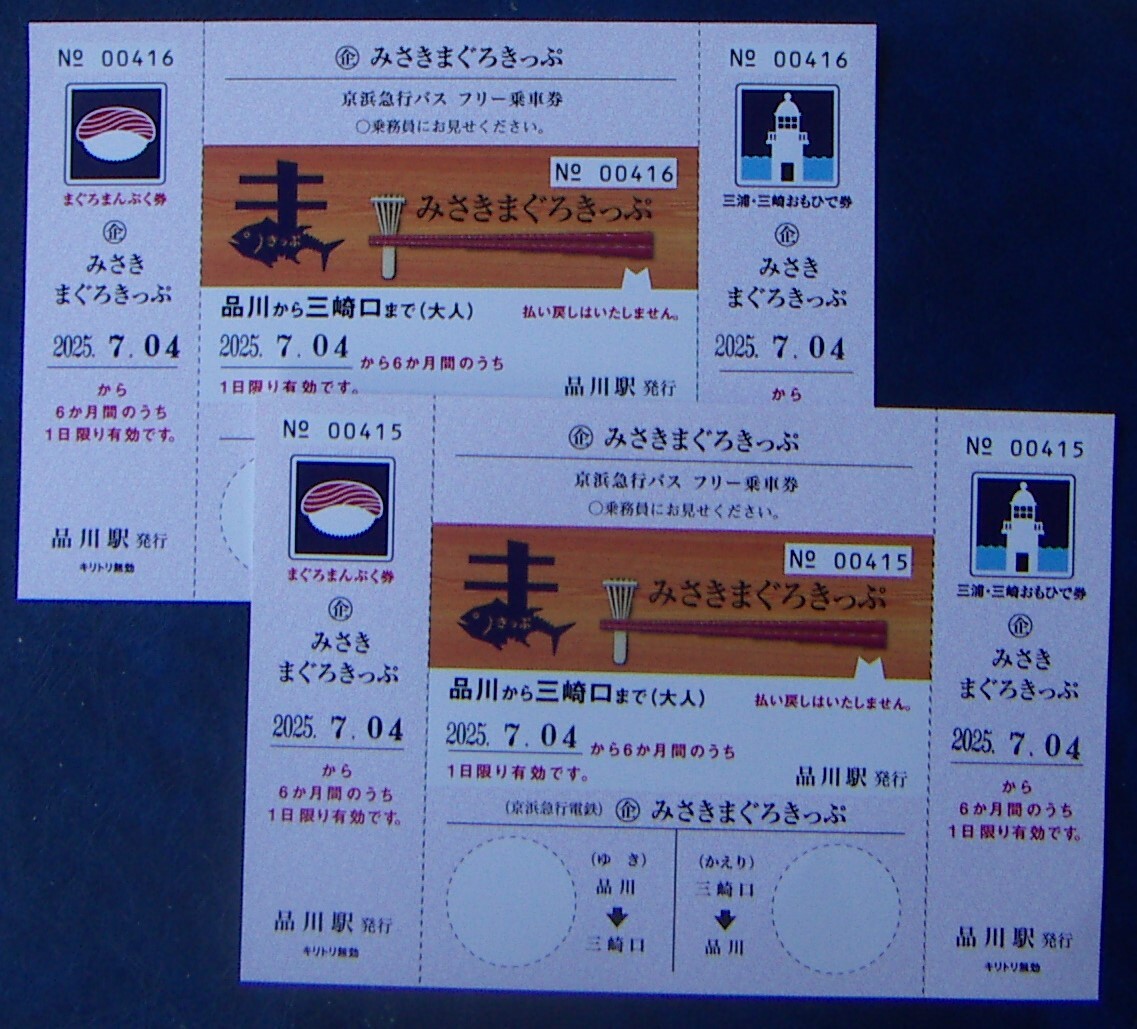 Nº 00416
まぐろまんぷく券
企
みさき
まぐろきっぷ
2025. 7. 04
から
6か月間のうち
1日限り有効です。
品川駅 発行
キリトリ無効
企 みさきまぐろきっぷ
京浜急行バス フリー乗車券
○乗務員にお見せください。
Nº 00416
きっぷ
みさきまぐろきっぷ
品川から三崎口まで(大人)
払い戻しはいたしません。
2025. 7. 04 から6か月間のうち
1日限り有効です。
品川駅 発行
Nº 00416
三浦・三崎おもひで券
企
みさき
まぐろきっぷ
2025. 7. 04
から
Nº 00415
まぐろまんぷく券
企
みさき
まぐろきっぷ
2025. 7. 04
から
6か月間のうち
1日限り有効です。
品川駅 発行
キリトリ無効
企 みさきまぐろきっぷ
京浜急行バス フリー乗車券
○乗務員にお見せください。
Nº 00415
きっぷ
みさきまぐろきっぷ
品川から三崎口まで(大人)
払い戻しはいたしません。
2025. 7. 04 から6か月間のうち
1日限り有効です。
品川駅 発行
(京浜急行電鉄) 企 みさきまぐろきっぷ
(ゆき)
品川
三崎口
(かえり)
三崎口
品川
Nº 00415
三浦・三崎おもひで券
企
みさき
まぐろきっぷ
2025. 7. 04
から
6か月間のうち
1日限り有効です。
品川駅 発行
キリトリ無効